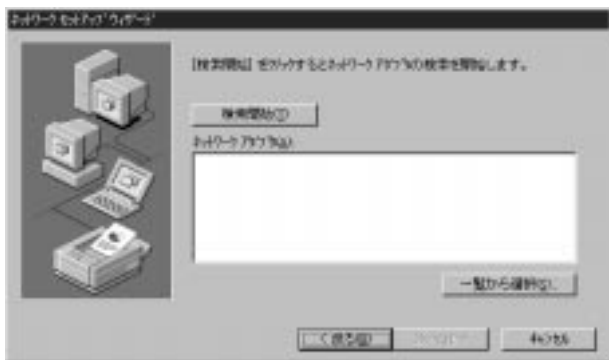 ネットワーク セットアップ ウィザード
[検索開始] をクリックするとネットワーク アダプタの検索を開始します。
検索開始(I)
ネットワーク アダプタ(A):
一覧から選択(S)...
< 戻る(B)
キャンセル